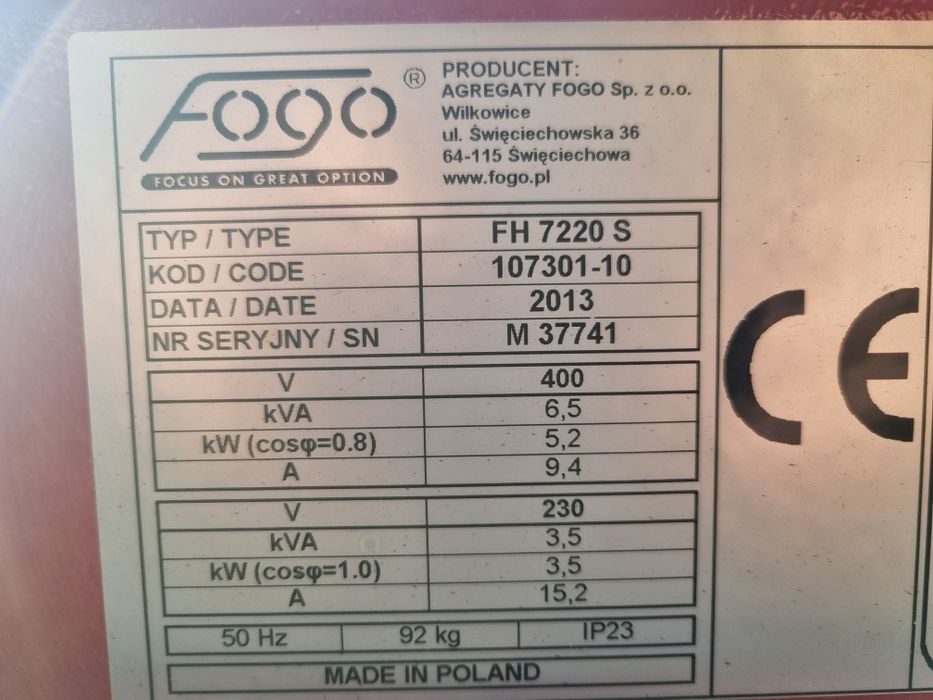 FOGO ®
FOCUS ON GREAT OPTION
PRODUCENT:
AGREGATY FOGO Sp. z o.o.
Wilkowice
ul. Święciechowska 36
64-115 Święciechowa
www.fogo.pl
TYP / TYPE FH 7220 S
KOD / CODE 107301-10
DATA / DATE 2013
NR SERYJNY / SN M 37741
V 400
kVA 6,5
kW (cosφ=0.8) 5,2
A 9,4
V 230
kVA 3,5
kW (cosφ=1.0) 3,5
A 15,2
50 Hz 92 kg IP23
MADE IN POLAND
CE